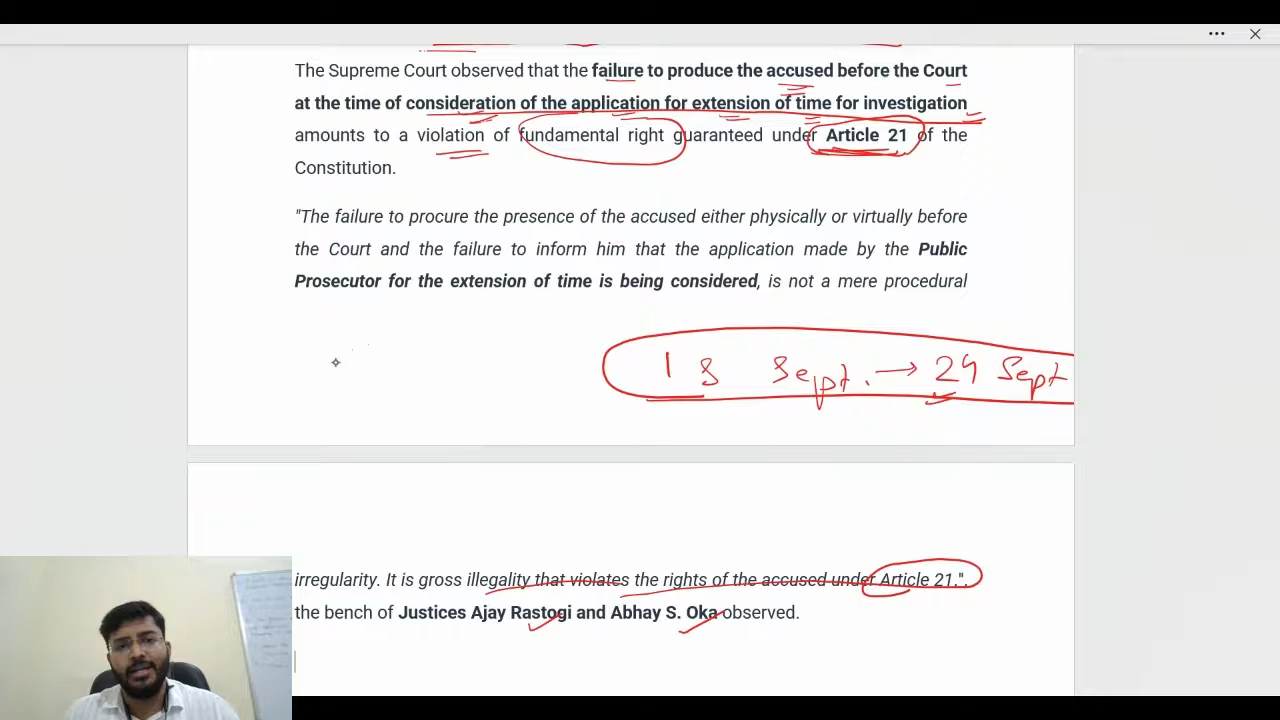 The Supreme Court observed that the failure to produce the accused before the Court
at the time of consideration of the application for extension of time for investigation
amounts to a violation of fundamental right guaranteed under Article 21 of the
Constitution.
"The failure to procure the presence of the accused either physically or virtually before
the Court and the failure to inform him that the application made by the Public
Prosecutor for the extension of time is being considered, is not a mere procedural
Sept. → 24 Sept
irregularity. It is gross illegality that violates the rights of the accused under Article 21.".
the bench of Justices Ajay Rastogi and Abhay S. Oka observed.